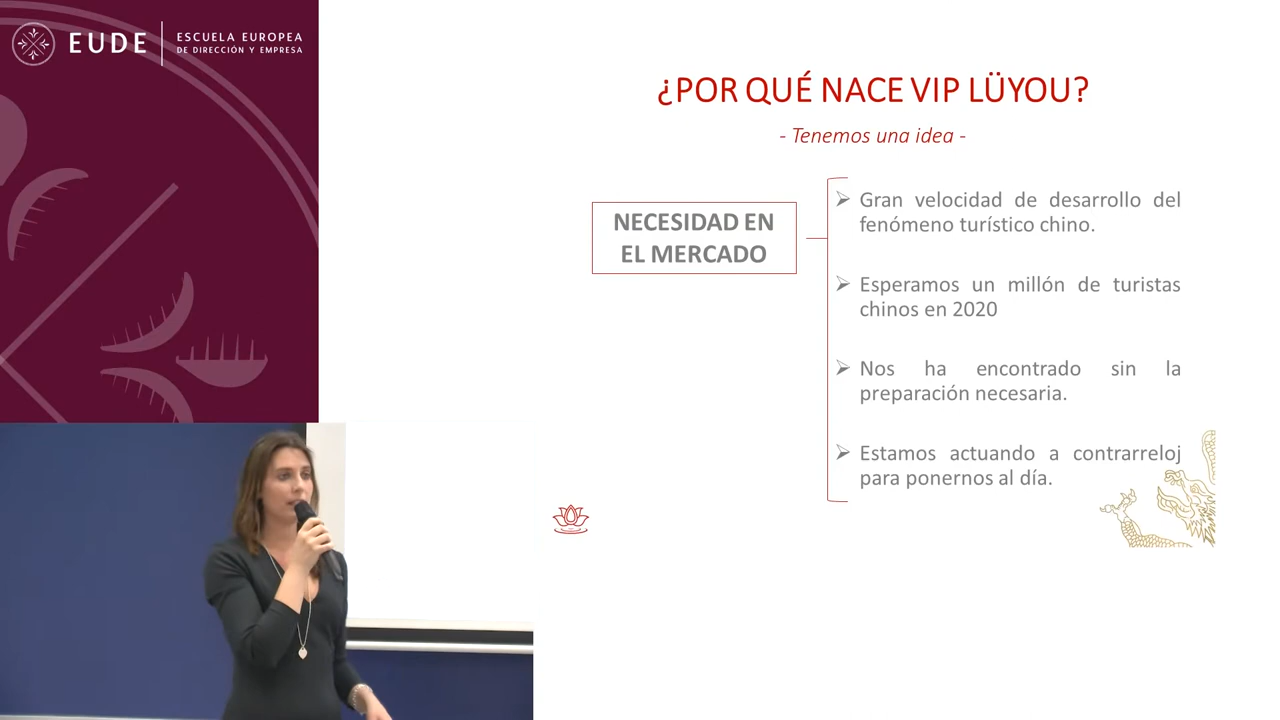 EUDE
ESCUELA EUROPEA
DE DIRECCIÓN Y EMPRESA
¿POR QUÉ NACE VIP LÜYOU?
- Tenemos una idea -
NECESIDAD EN
EL MERCADO
Gran velocidad de desarrollo del
fenómeno turístico chino.
Esperamos un millón de turistas
chinos en 2020
Nos ha encontrado sin la
preparación necesaria.
Estamos actuando a contrarreloj
para ponernos al día.